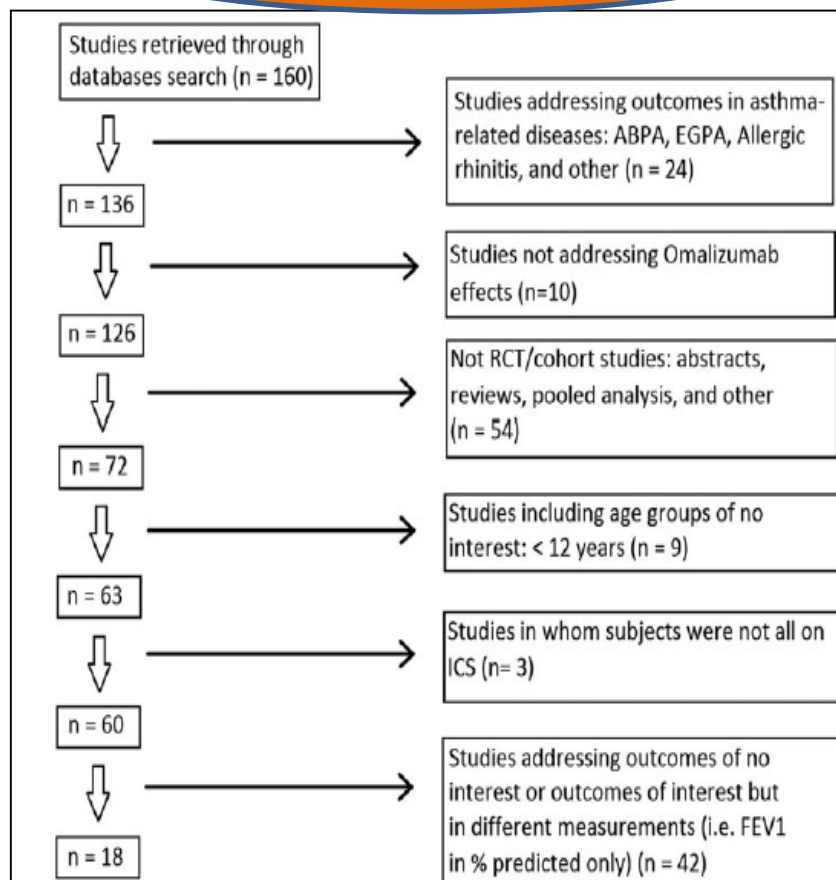 Studies retrieved through
databases search (n = 160)
Studies addressing outcomes in asthma-
related diseases: ABPA, EGPA, Allergic
rhinitis, and other (n = 24)
n = 136
Studies not addressing Omalizumab
effects (n=10)
n = 126
Not RCT/cohort studies: abstracts,
reviews, pooled analysis, and other
(n = 54)
n = 72
Studies including age groups of no
interest: < 12 years (n = 9)
n = 63
Studies in whom subjects were not all on
ICS (n= 3)
n = 60
Studies addressing outcomes of no
interest or outcomes of interest but
in different measurements (i.e. FEV1
in % predicted only) (n = 42)
n = 18